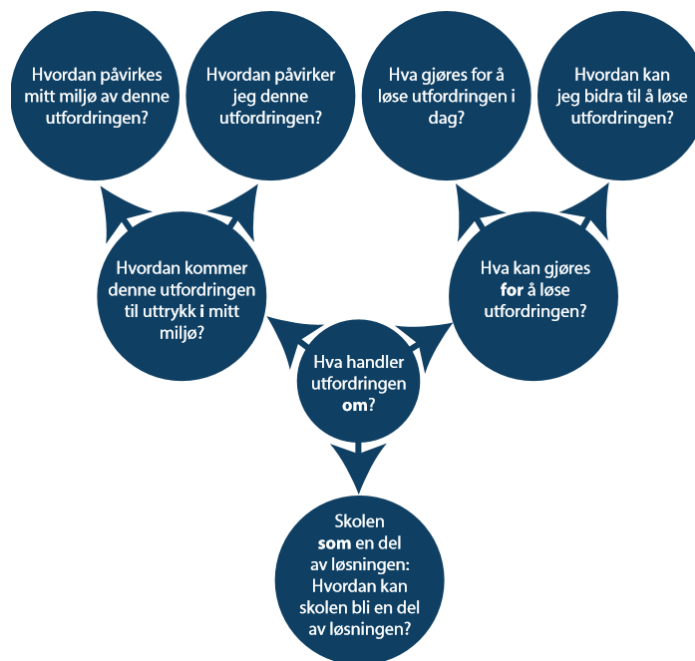 Hvordan påvirkes
mitt miljø av denne
utfordringen?
Hvordan påvirker
jeg denne
utfordringen?
Hva gjøres for å
løse utfordringen i
dag?
Hvordan kan
jeg bidra til å løse
utfordringen?
Hvordan kommer
denne utfordringen
til uttrykk i mitt
miljø?
Hva kan gjøres
for å løse
utfordringen?
Hva handler
utfordringen
om?
Skolen
som en del
av løsningen:
Hvordan kan
skolen bli en del
av løsningen?